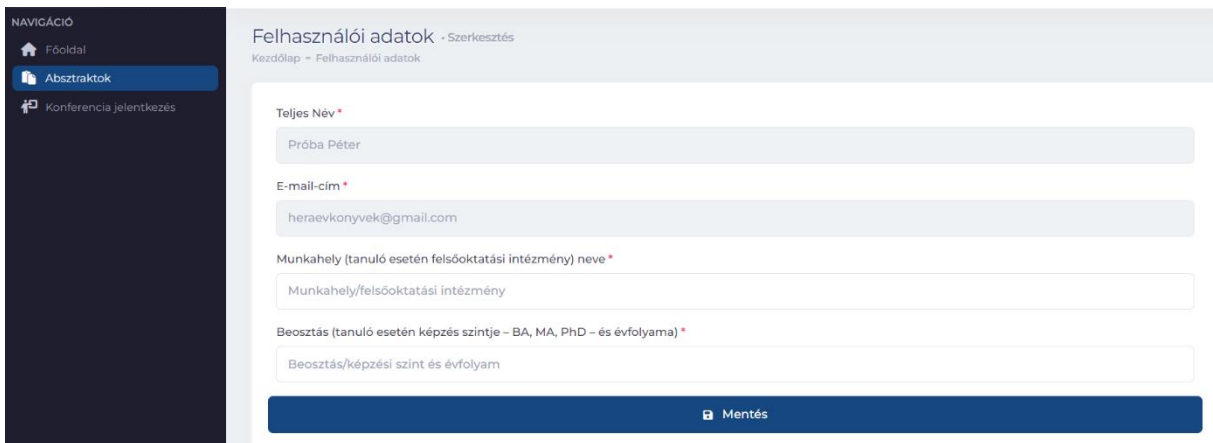 NAVIGÁCIÓ
Főoldal
Absztraktok
Konferencia jelentkezés
Felhasználói adatok • Szerkesztés
Kezdőlap – Felhasználói adatok
Teljes Név *
Próba Péter
E-mail-cím *
heraevkonyvek@gmail.com
Munkahely (tanuló esetén felsőoktatási intézmény) neve *
Munkahely/felsőoktatási intézmény
Beosztás (tanuló esetén képzés szintje – BA, MA, PhD – és évfolyama) *
Beosztás/képzési szint és évfolyam
Mentés